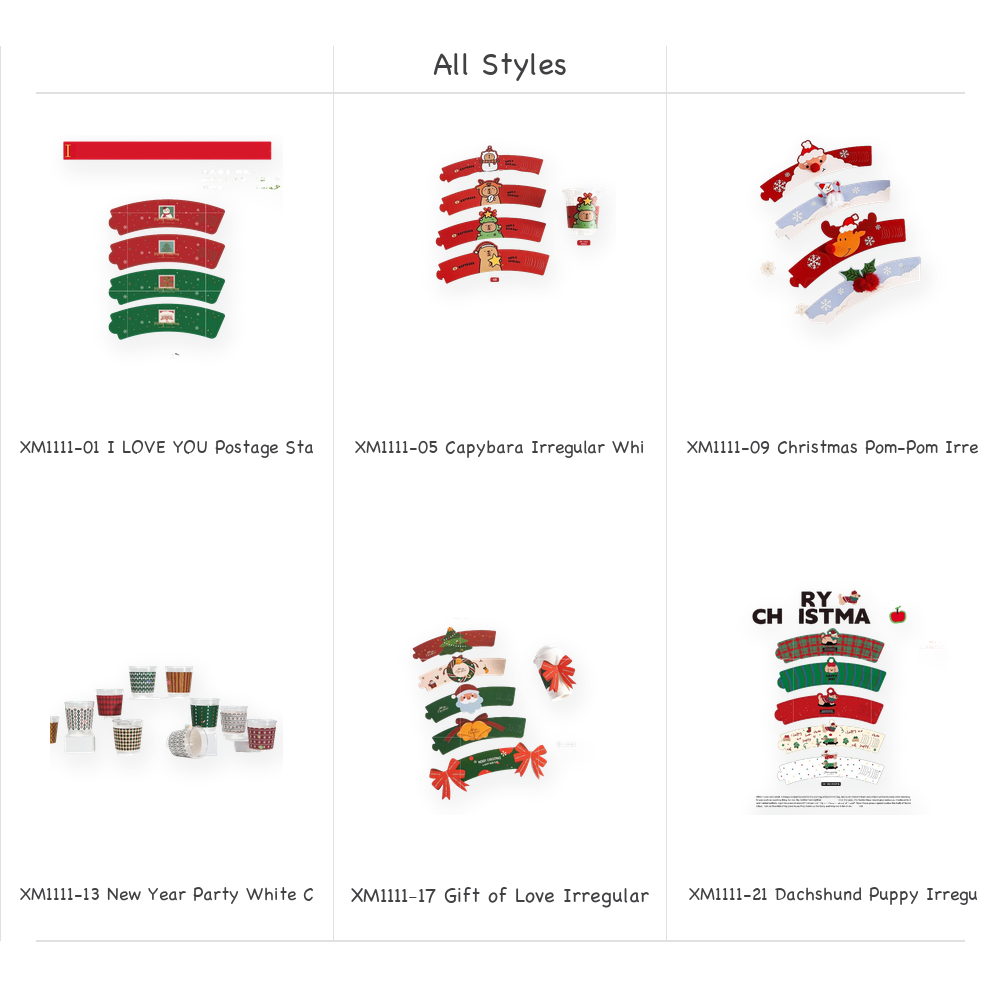 All Styles
XM1111-01 I LOVE YOU Postage Sta
XM1111-05 Capybara Irregular Whi
XM1111-09 Christmas Pom-Pom Irre
RY
CH ISTMA
XM1111-13 New Year Party White C
XM1111-17 Gift of Love Irregular
XM1111-21 Dachshund Puppy Irregu